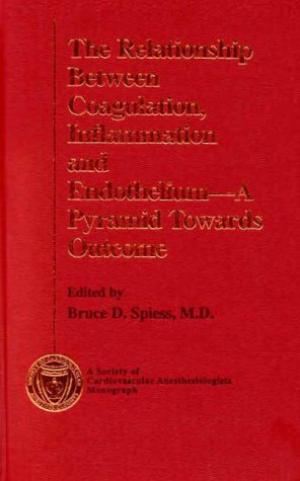 The Relationship
Between
Coagulation,
Inflammation
and
Endothelium—A
Pyramid Towards
Outcome
Edited by
Bruce D. Spiess, M.D.
A Society of
Cardiovascular Anesthesiologists
Monograph